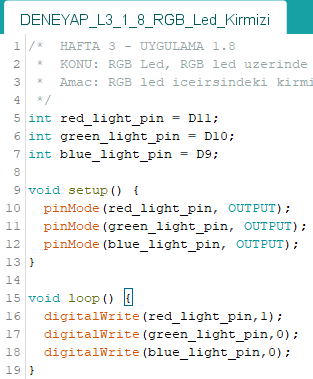 DENEYAP_L3_1_8_RGB_Led_Kirmizi
1 /*  HAFTA 3 - UYGULAMA 1.8
2  * KONU: RGB Led, RGB led uzerinde
3  * Amac: RGB led iceirsindeki kirmi
4  */
5 int red_light_pin = D11;
6 int green_light_pin = D10;
7 int blue_light_pin = D9;
8
9 void setup() {
10   pinMode(red_light_pin, OUTPUT);
11   pinMode(green_light_pin, OUTPUT);
12   pinMode(blue_light_pin, OUTPUT);
13 }
14
15 void loop() {
16   digitalWrite(red_light_pin,1);
17   digitalWrite(green_light_pin,0);
18   digitalWrite(blue_light_pin,0);
19 }